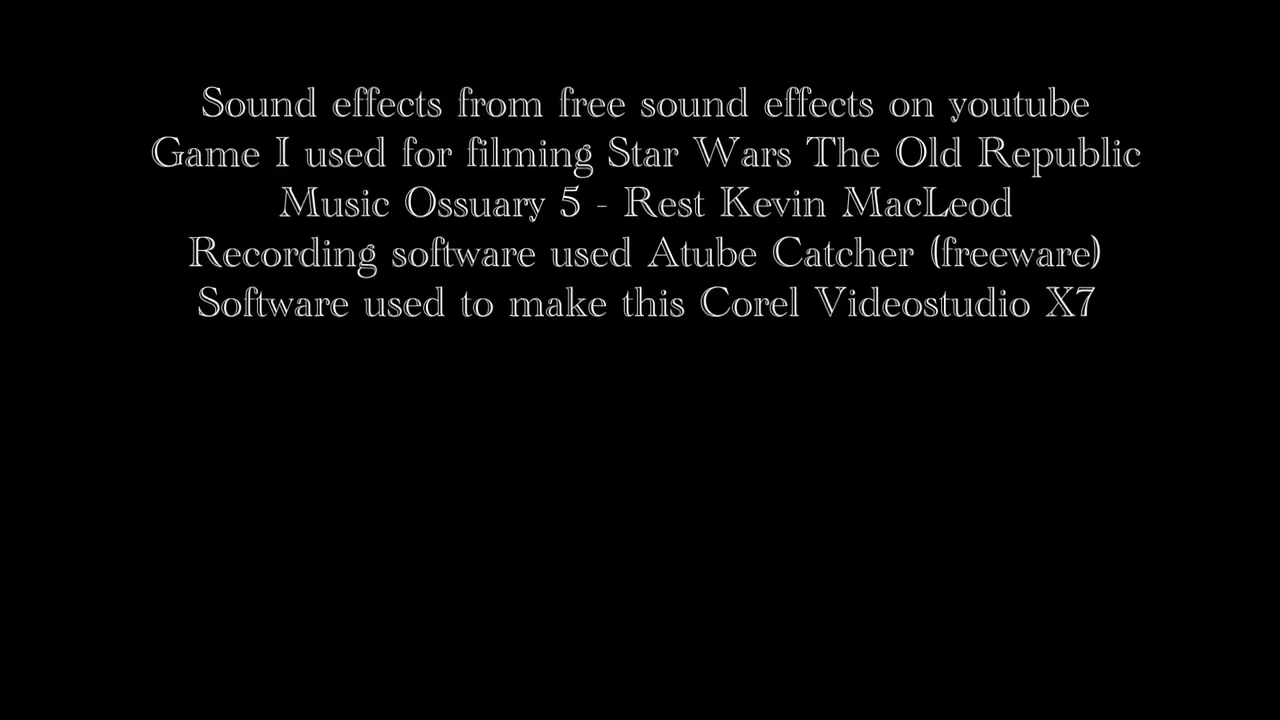 Sound effects from free sound effects on youtube
Game I used for filming Star Wars The Old Republic
Music Ossuary 5 - Rest Kevin MacLeod
Recording software used Atube Catcher (freeware)
Software used to make this Corel Videostudio X7